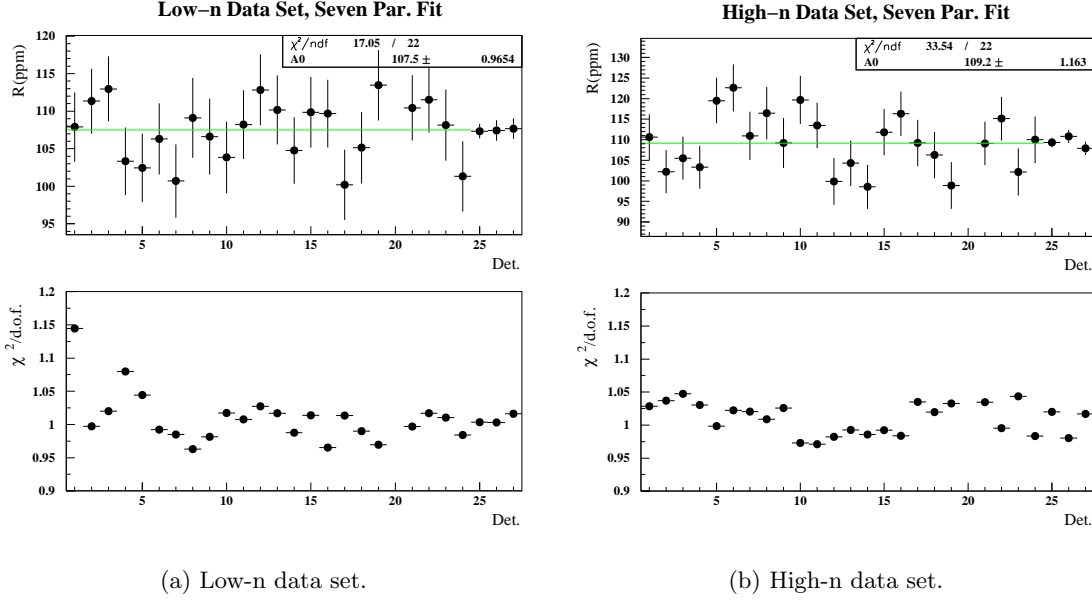 Low−n Data Set, Seven Par. Fit
χ²/ndf 17.05 / 22
A0 107.5 ± 0.9654
R(ppm)
120
115
110
105
100
95
5 10 15 20 25
Det.
χ ²/d.o.f.
1.2
1.15
1.1
1.05
1
0.95
0.9
5 10 15 20 25
Det.
(a) Low-n data set.
High−n Data Set, Seven Par. Fit
χ²/ndf 33.54 / 22
A0 109.2 ± 1.163
R(ppm)
130
125
120
115
110
105
100
95
90
5 10 15 20 25
Det.
χ ²/d.o.f.
1.2
1.15
1.1
1.05
1
0.95
0.9
5 10 15 20 25
Det.
(b) High-n data set.